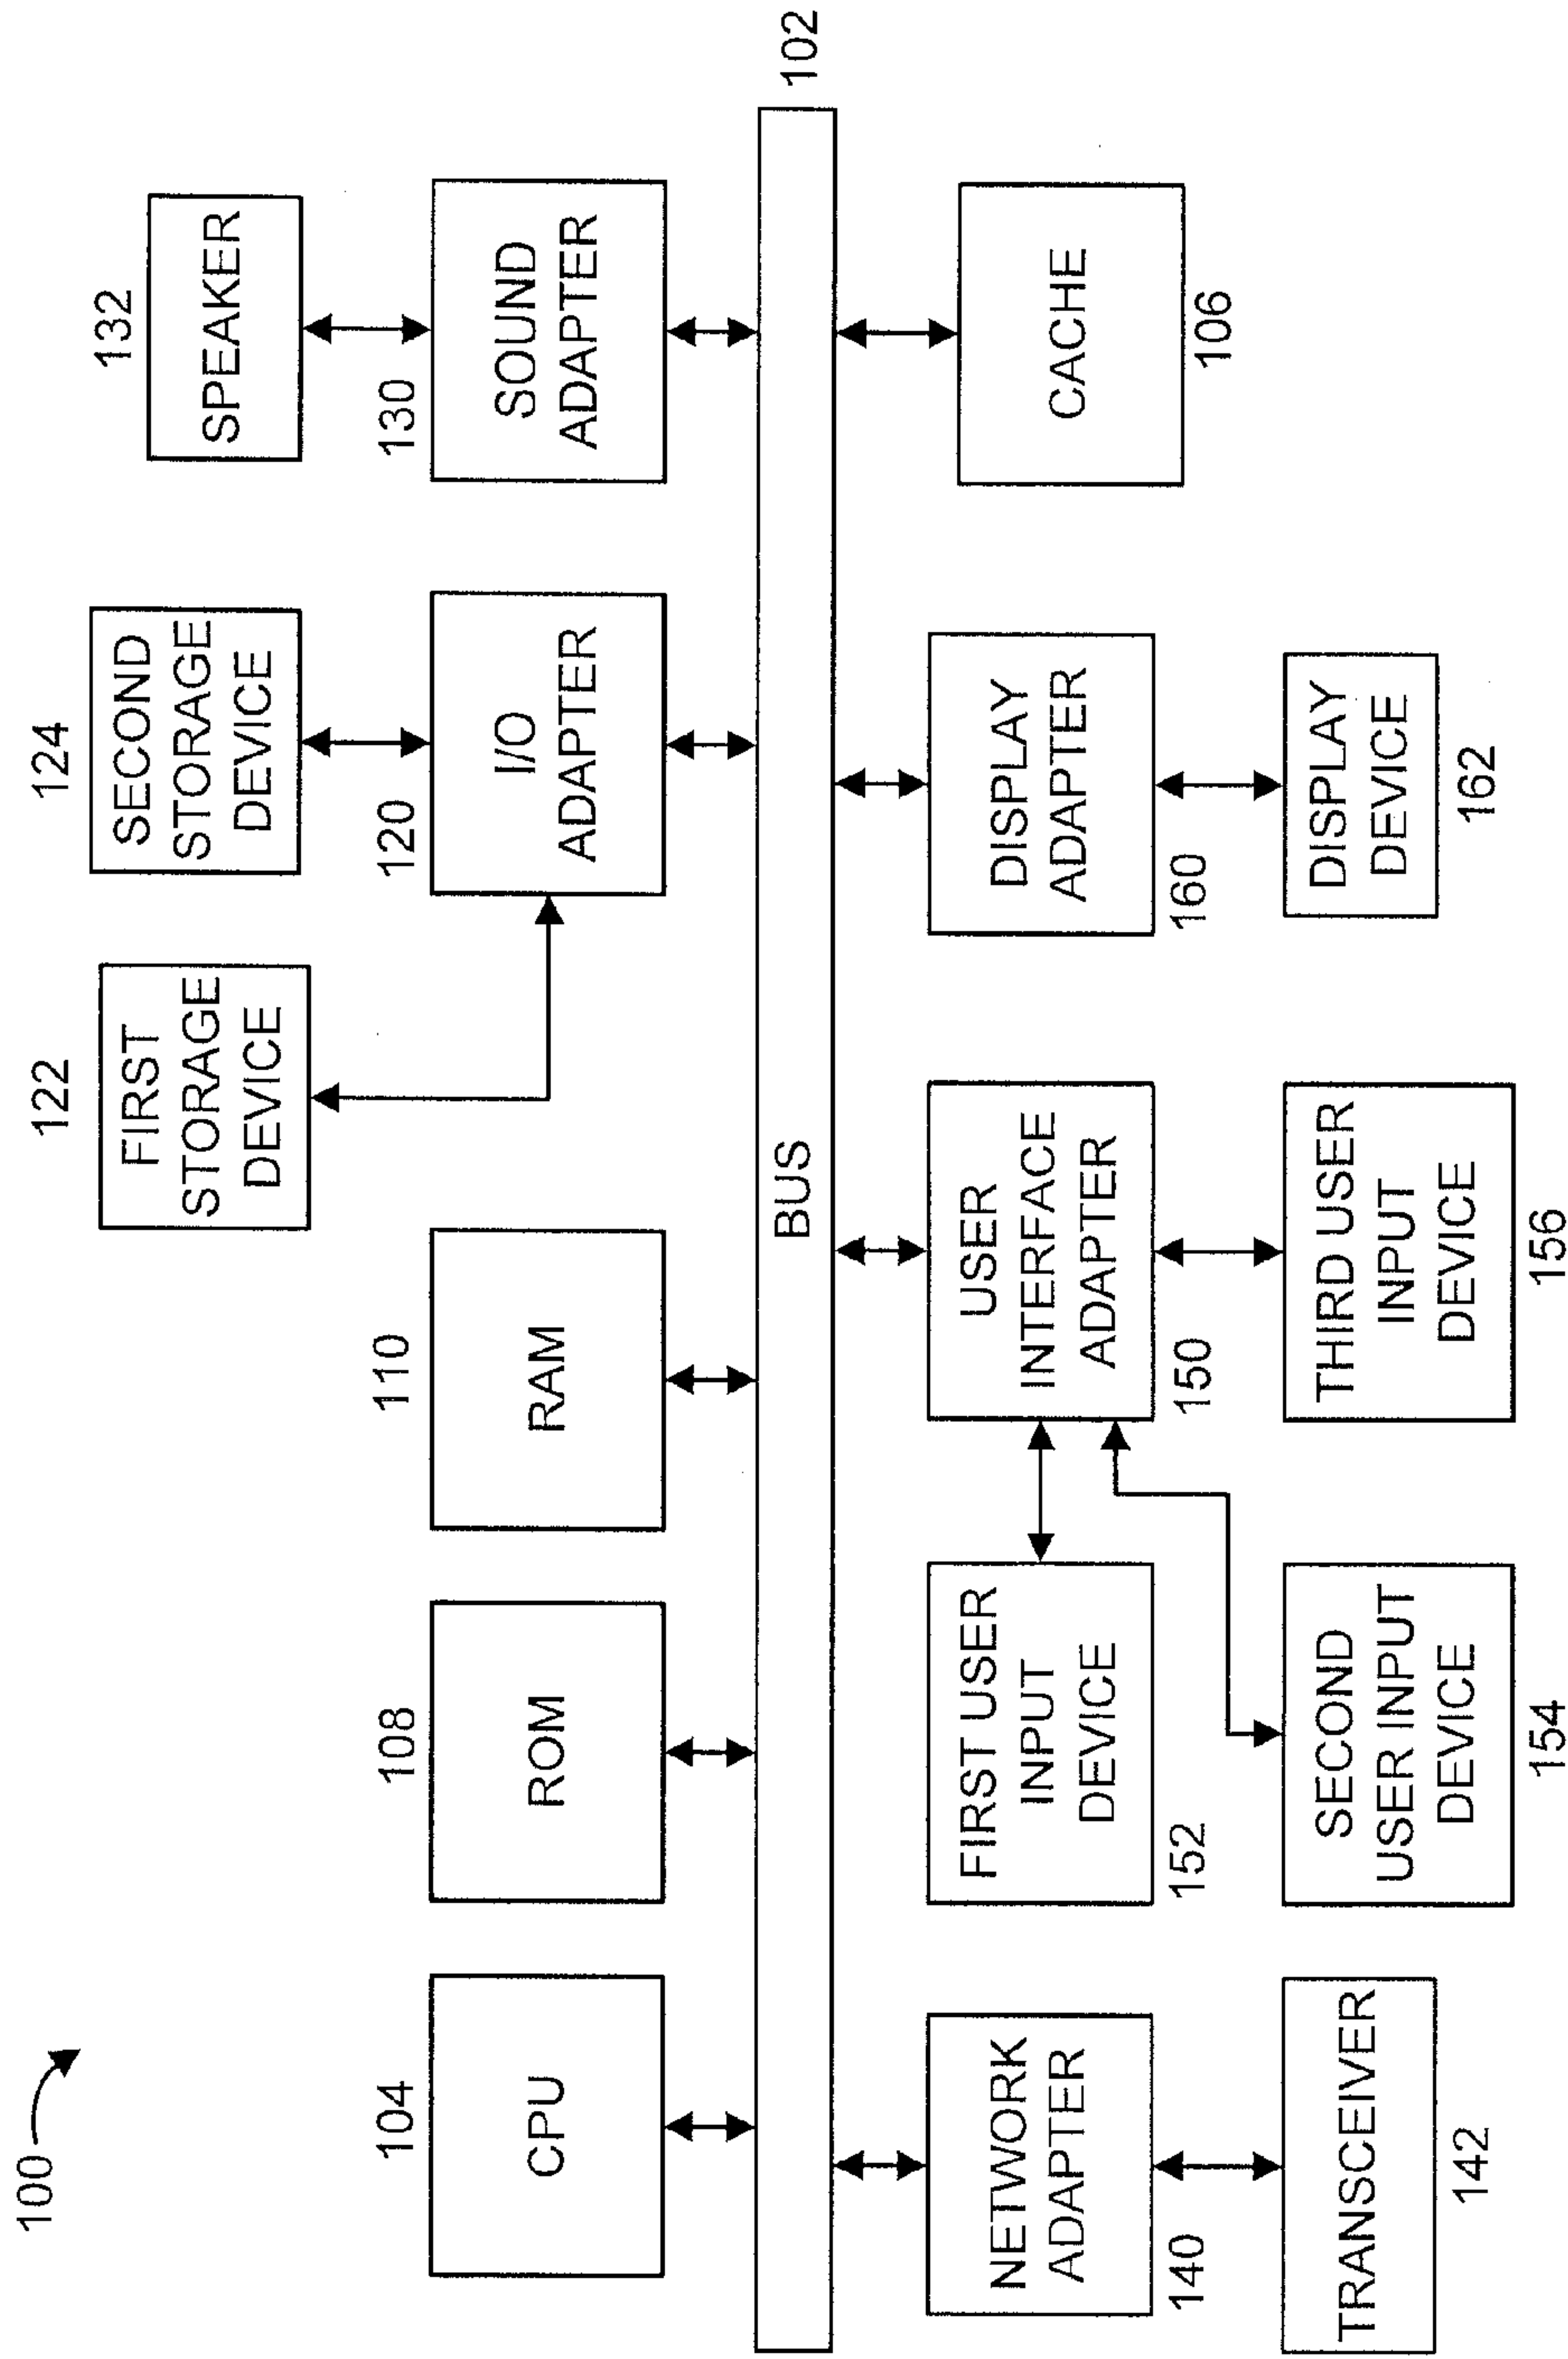 100
122
124
132
FIRST
STORAGE
DEVICE
SECOND
STORAGE
DEVICE
SPEAKER
104
108
110
120
130
CPU
ROM
RAM
I/O
ADAPTER
SOUND
ADAPTER
BUS
102
NETWORK
ADAPTER
FIRST USER
INPUT
DEVICE
USER
INTERFACE
ADAPTER
DISPLAY
ADAPTER
CACHE
140
152
150
160
106
TRANSCEIVER
SECOND
USER INPUT
DEVICE
THIRD USER
INPUT
DEVICE
DISPLAY
DEVICE
142
154
156
162